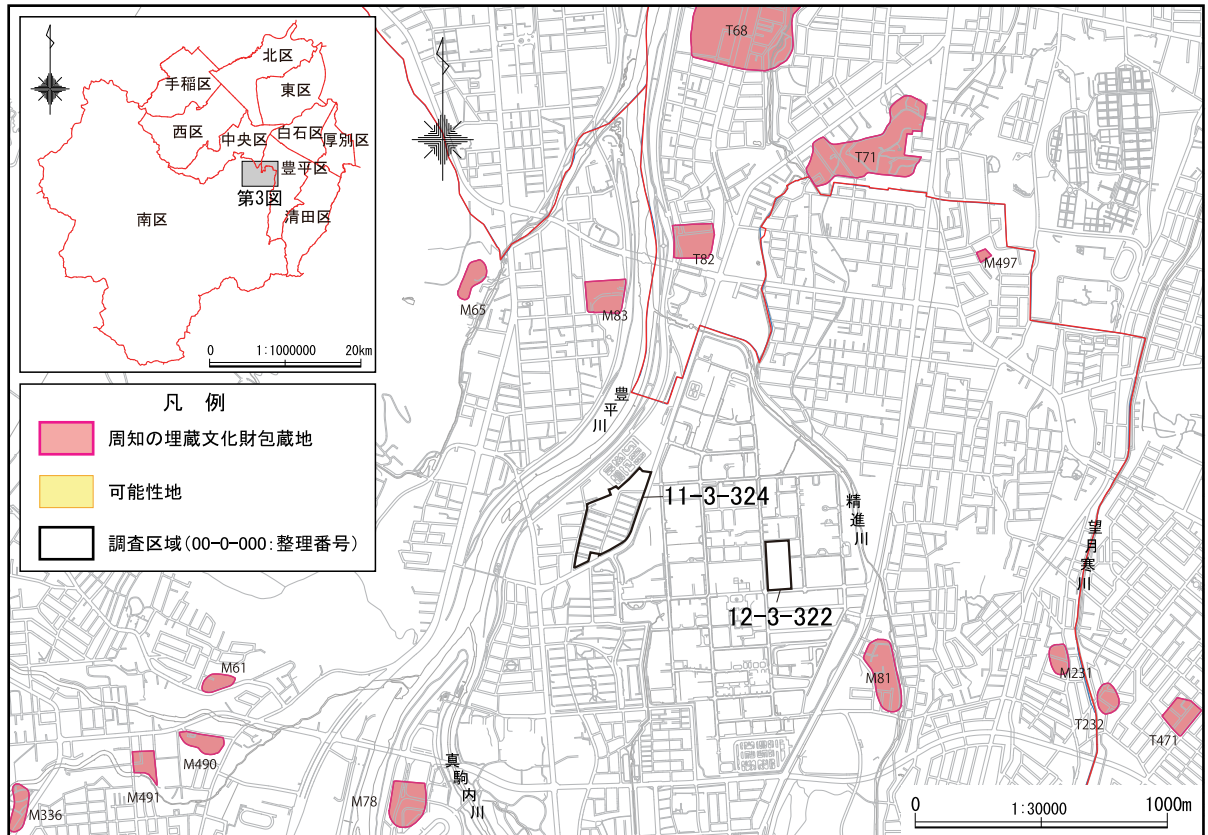 北区
手稲区
東区
西区
中央区
白石区
厚別区
豊平区
第3図
南区
清田区
0 1:1000000 20km
凡 例
周知の埋蔵文化財包蔵地
可能性地
調査区域(00-0-000:整理番号)
T68
T71
T82
M497
M65
M83
豊平川
11-3-324
精進川
望月寒川
12-3-322
M61
M81
M231
T232
T471
M490
M491
M336
M78
真駒内川
0 1:30000 1000m